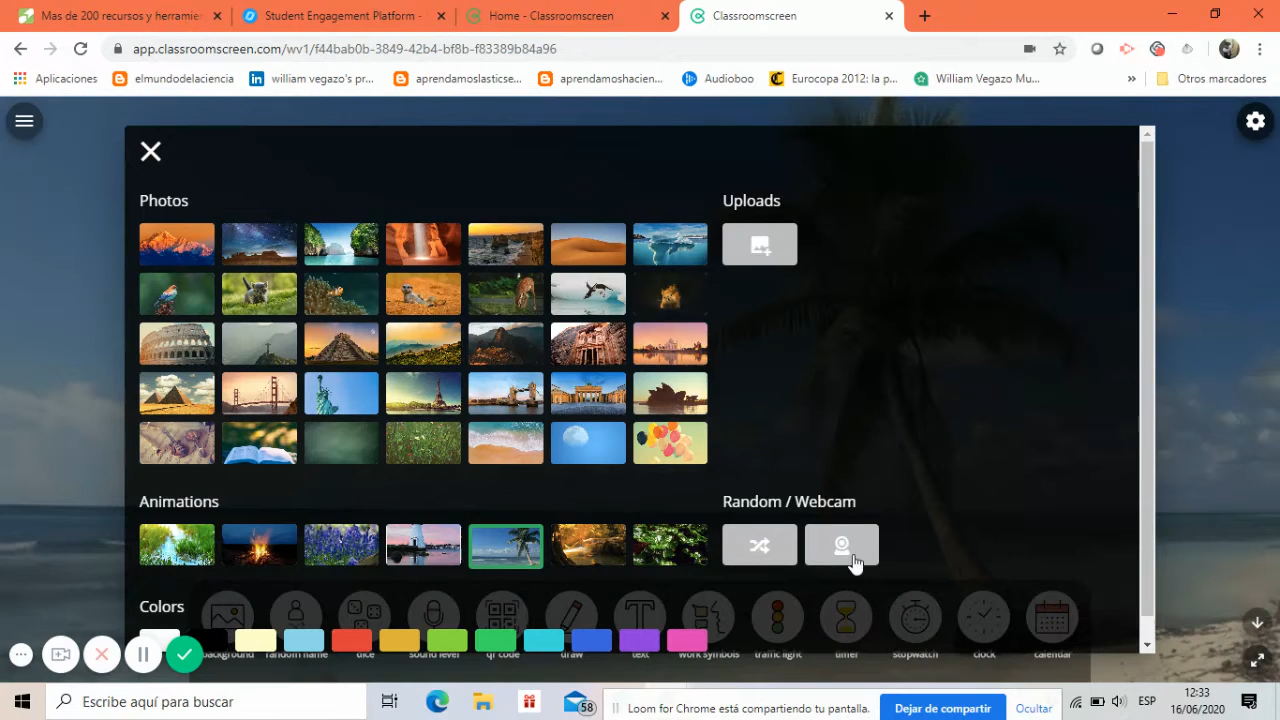 Mas de 200 recursos y herramie
Student Engagement Platform -
Home - Classroomscreen
Classroomscreen
app.classroomscreen.com/wv1/f44bab0b-3849-42b4-bf8b-f83389b84a96
Aplicaciones
elmundodelaciencia
william vegazo's pr...
aprendamoslasticse...
aprendamoshacien...
Audioboo
Eurocopa 2012: la p...
William Vegazo Mu...
»
Otros marcadores
Photos
Uploads
Animations
Random / Webcam
Colors
background
random name
dice
sound level
qr code
draw
text
work symbols
traffic light
timer
stopwatch
clock
calendar
Escribe aquí para buscar
58
Loom for Chrome está compartiendo tu pantalla.
Dejar de compartir
Ocultar
ESP
12:33
16/06/2020